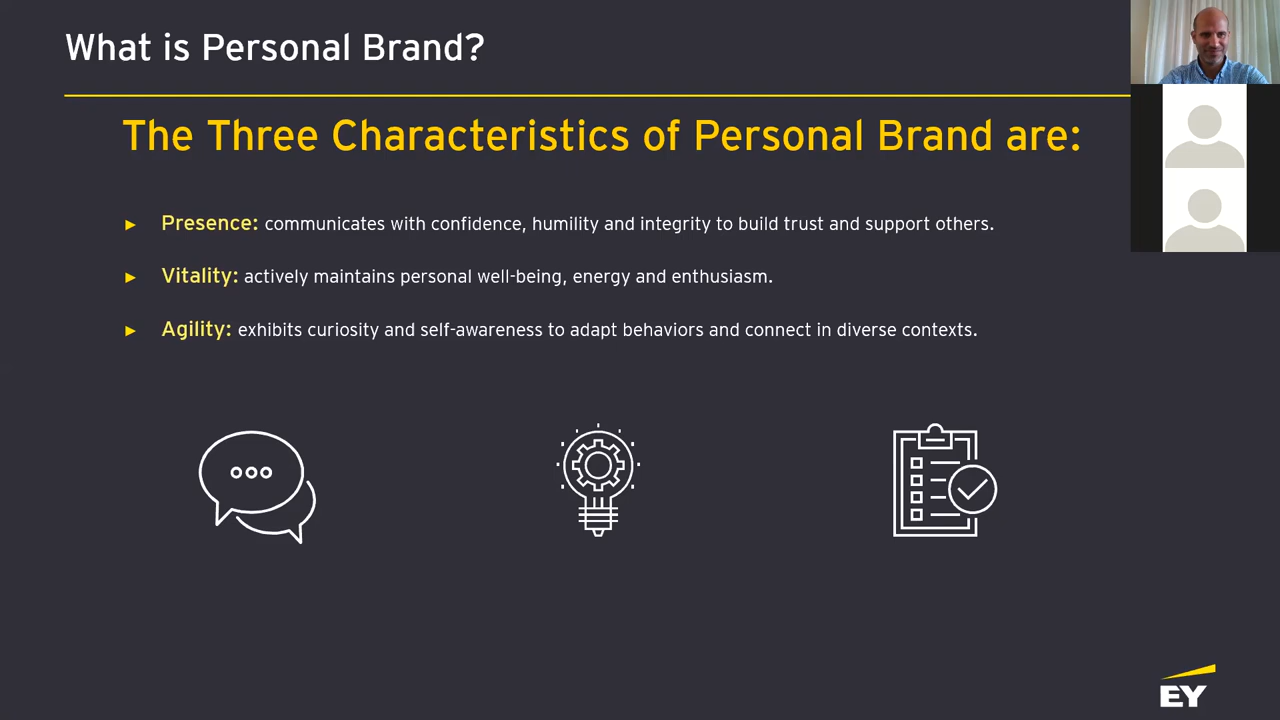 What is Personal Brand?
The Three Characteristics of Personal Brand are:
► Presence: communicates with confidence, humility and integrity to build trust and support others.
► Vitality: actively maintains personal well-being, energy and enthusiasm.
► Agility: exhibits curiosity and self-awareness to adapt behaviors and connect in diverse contexts.
EY